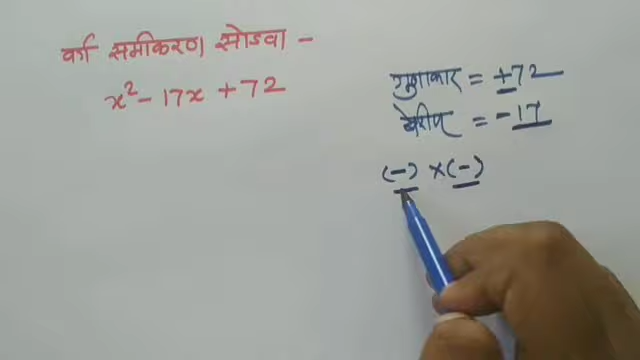 वर्ग समीकरण सोडवा -
x² - 17x + 72
गुणाकार = +72
बेरीज = -17
(-) × (-)